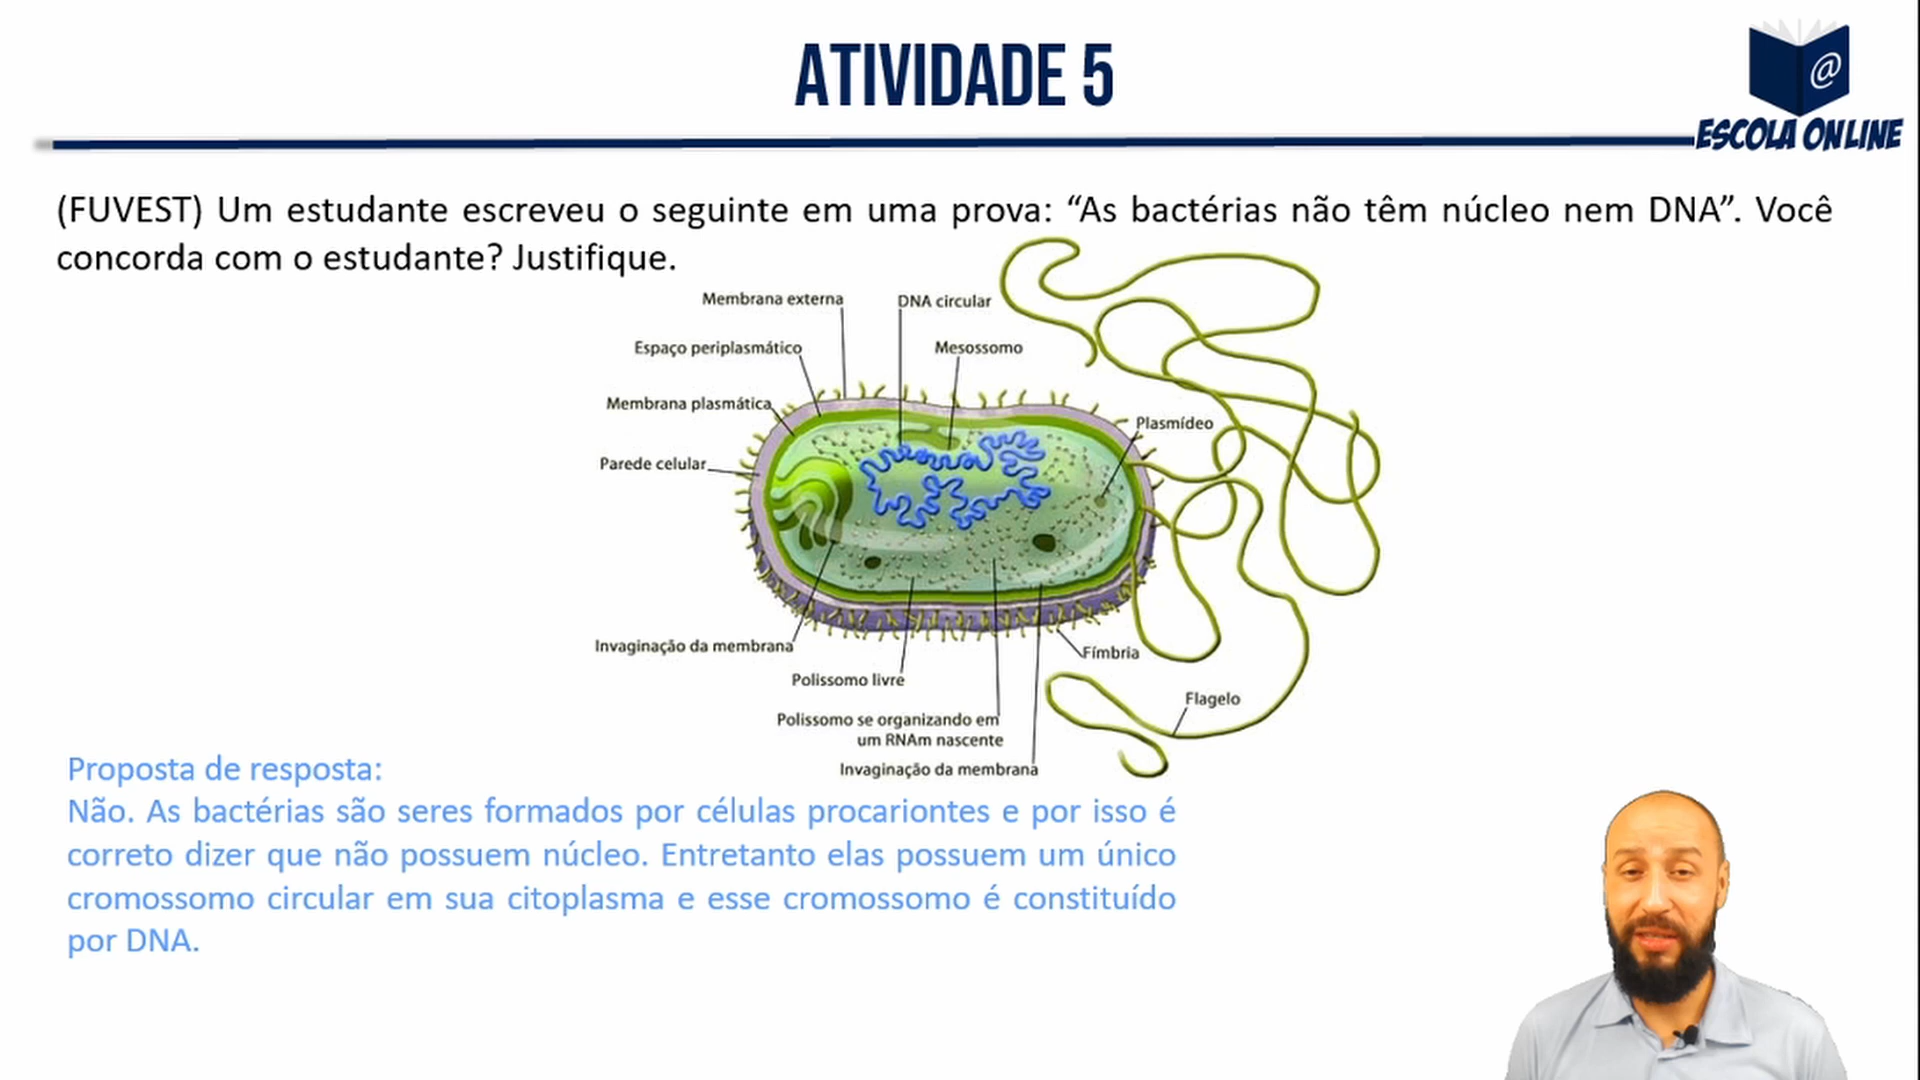 ATIVIDADE 5
@
ESCOLA ONLINE
(FUVEST) Um estudante escreveu o seguinte em uma prova: “As bactérias não têm núcleo nem DNA”. Você
concorda com o estudante? Justifique.
Membrana externa
DNA circular
Espaço periplasmático
Mesossomo
Membrana plasmática
Plasmídeo
Parede celular
Invaginação da membrana
Fímbria
Polissomo livre
Flagelo
Polissomo se organizando em
um RNAm nascente
Invaginação da membrana
Proposta de resposta:
Não. As bactérias são seres formados por células procariontes e por isso é
correto dizer que não possuem núcleo. Entretanto elas possuem um único
cromossomo circular em sua citoplasma e esse cromossomo é constituído
por DNA.